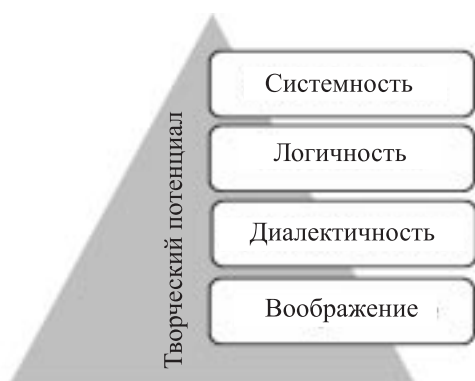 Творческий потенциал
Системность
Логичность
Диалектичность
Воображение